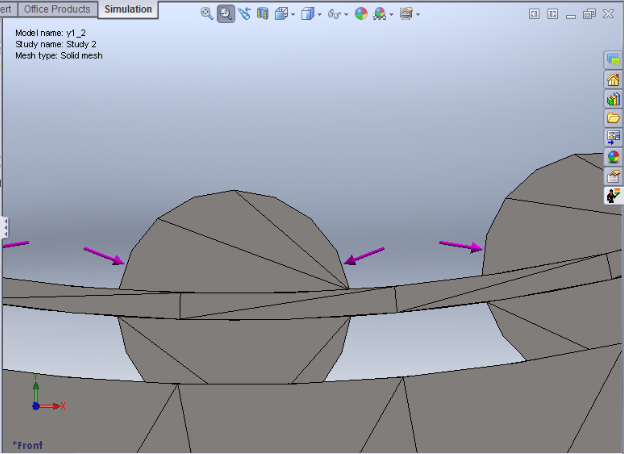 ert
Office Products
Simulation
Model name: y1_2
Study name: Study 2
Mesh type: Solid mesh
Y
X
*Front